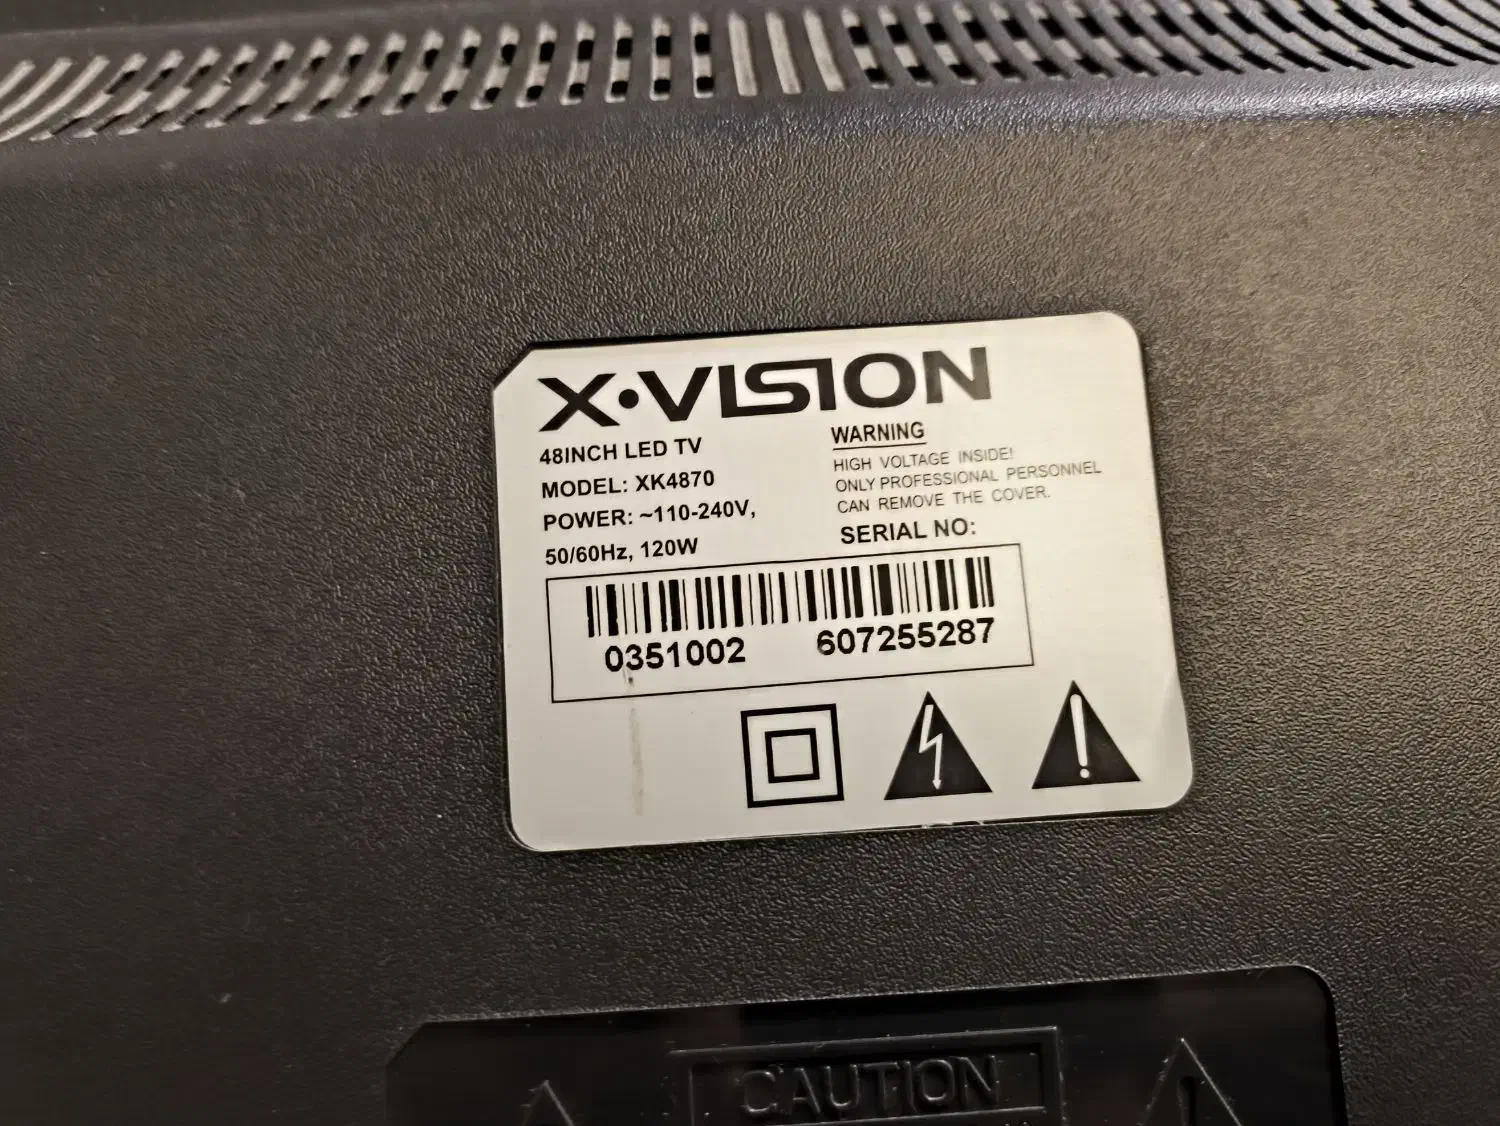 X·VISION
48INCH LED TV
MODEL: XK4870
POWER: ~110-240V,
50/60Hz, 120W
WARNING
HIGH VOLTAGE INSIDE!
ONLY PROFESSIONAL PERSONNEL
CAN REMOVE THE COVER.
SERIAL NO:
0351002 607255287
CAUTION